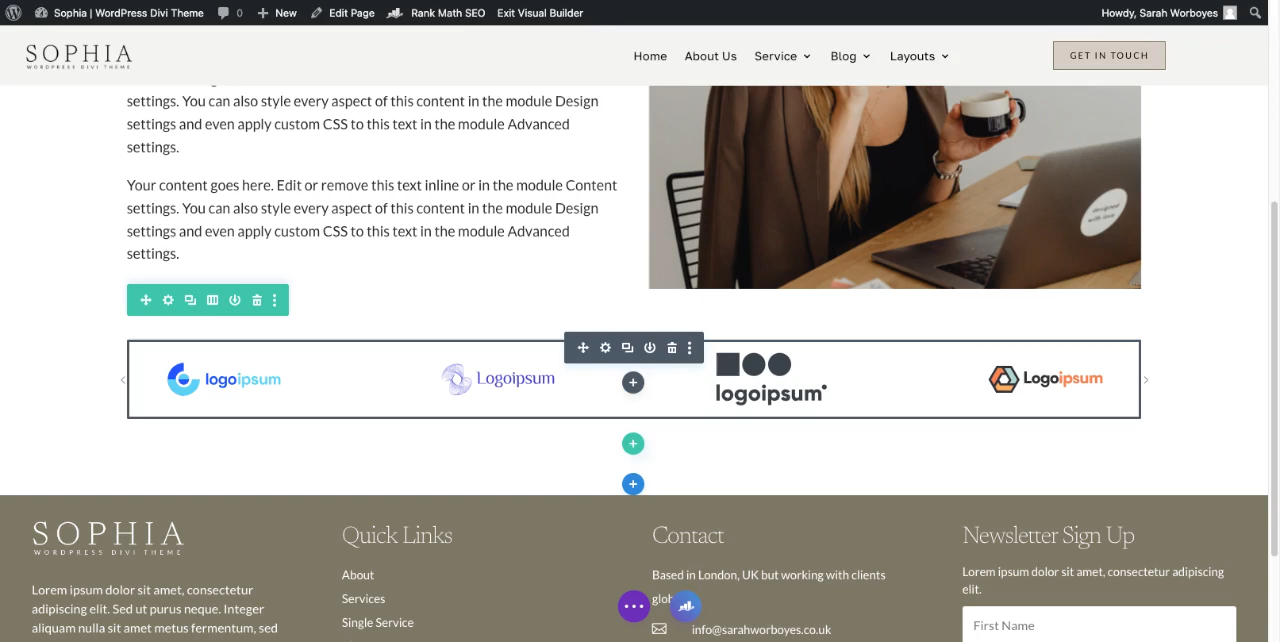 Sophia | WordPress Divi Theme 0 New Edit Page Rank Math SEO Exit Visual Builder Howdy, Sarah Worboyes
SOPHIA
WORDPRESS DIVI THEME
Home About Us Service Blog Layouts GET IN TOUCH
settings. You can also style every aspect of this content in the module Design
settings and even apply custom CSS to this text in the module Advanced
settings.
Your content goes here. Edit or remove this text inline or in the module Content
settings. You can also style every aspect of this content in the module Design
settings and even apply custom CSS to this text in the module Advanced
settings.
designed
with love
logoipsum
Logoipsum
logoipsum
Logoipsum
SOPHIA
WORDPRESS DIVI THEME
Lorem ipsum dolor sit amet, consectetur
adipiscing elit. Sed ut purus neque. Integer
aliquam nulla sit amet metus fermentum, sed
Quick Links
About
Services
Single Service
Contact
Based in London, UK but working with clients
info@sarahworboyes.co.uk
Newsletter Sign Up
Lorem ipsum dolor sit amet, consectetur adipiscing
elit.
First Name